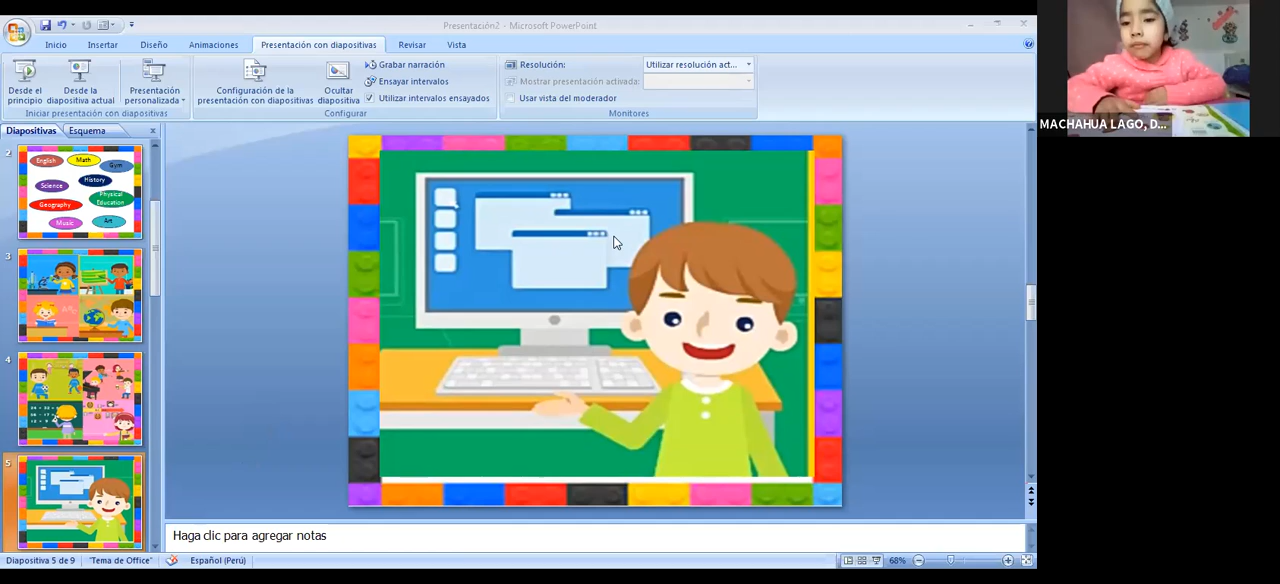 Presentación2 - Microsoft PowerPoint
Inicio Insertar Diseño Animaciones Presentación con diapositivas Revisar Vista
Desde el principio
Desde la diapositiva actual
Presentación personalizada
Iniciar presentación con diapositivas
Configuración de la presentación con diapositivas
Ocultar diapositiva
Grabar narración
Ensayar intervalos
Utilizar intervalos ensayados
Configurar
Resolución: Utilizar resolución act...
Mostrar presentación activada:
Usar vista del moderador
Monitores
Diapositivas Esquema
2
English
Math
Gym
Science
History
Geography
Physical
Education
Music
Art
3
4
5
Haga clic para agregar notas
Diapositiva 5 de 9 "Tema de Office" Español (Perú) 68%
MACHAHUA LAGO, D...